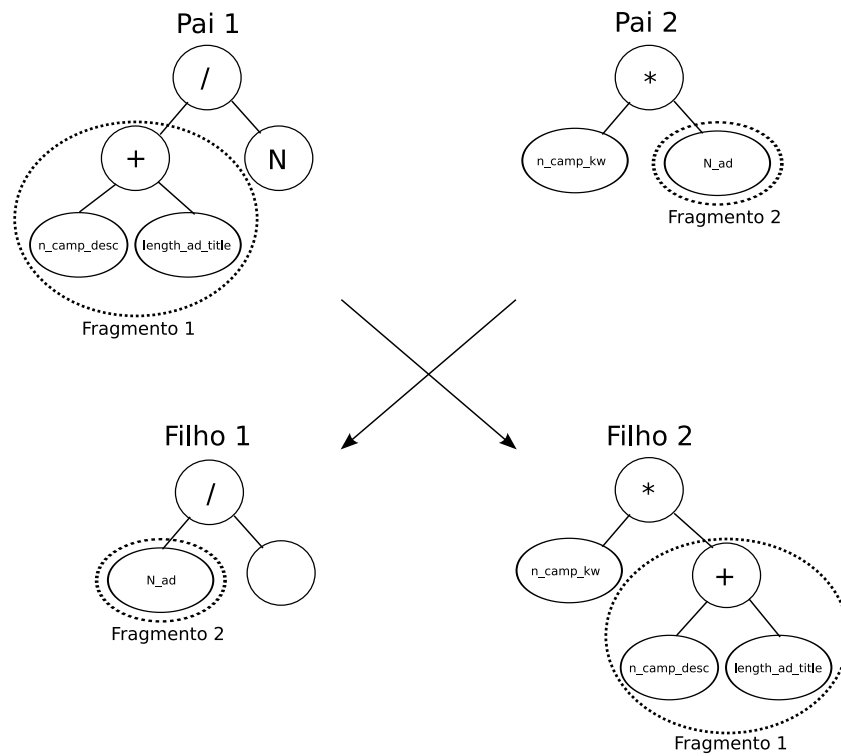 Pai 1
Pai 2
/
*
+
N
n_camp_kw
N_ad
Fragmento 2
n_camp_desc
length_ad_title
Fragmento 1
Filho 1
Filho 2
/
*
n_camp_kw
N_ad
+
Fragmento 2
n_camp_desc
length_ad_title
Fragmento 1